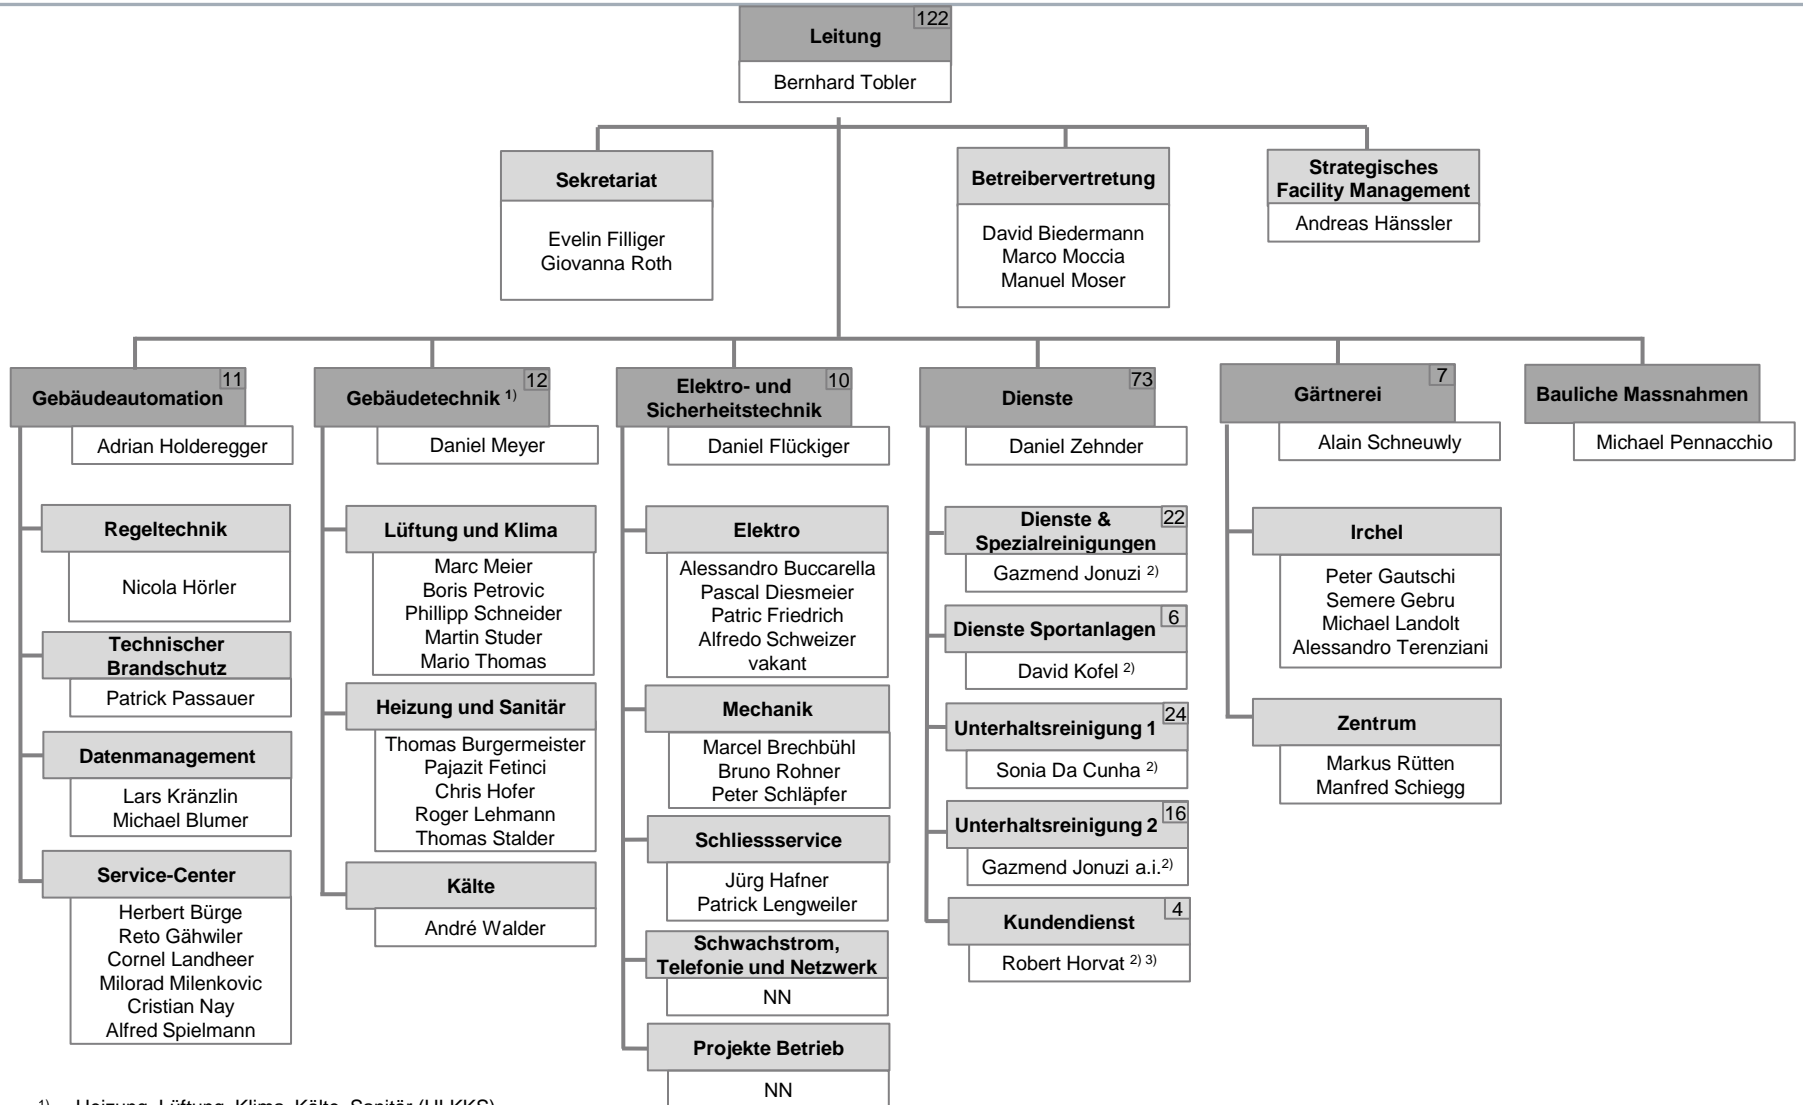 122
Leitung
Bernhard Tobler
Sekretariat
Evelin Filliger
Giovanna Roth
Betreibervertretung
David Biedermann
Marco Moccia
Manuel Moser
Strategisches
Facility Management
Andreas Hänssler
11
Gebäudeautomation
Adrian Holderegger
Regeltechnik
Nicola Hörler
Technischer
Brandschutz
Patrick Passauer
Datenmanagement
Lars Kränzlin
Michael Blumer
Service-Center
Herbert Bürge
Reto Gähwiler
Cornel Landheer
Milorad Milenkovic
Cristian Nay
Alfred Spielmann
12
Gebäudetechnik 1)
Daniel Meyer
Lüftung und Klima
Marc Meier
Boris Petrovic
Phillipp Schneider
Martin Studer
Mario Thomas
Heizung und Sanitär
Thomas Burgermeister
Pajazit Fetinci
Chris Hofer
Roger Lehmann
Thomas Stalder
Kälte
André Walder
10
Elektro- und
Sicherheitstechnik
Daniel Flückiger
Elektro
Alessandro Buccarella
Pascal Diesmeier
Patric Friedrich
Alfredo Schweizer
vakant
Mechanik
Marcel Brechbühl
Bruno Rohner
Peter Schläpfer
Schliessservice
Jürg Hafner
Patrick Lengweiler
Schwachstrom,
Telefonie und Netzwerk
NN
Projekte Betrieb
NN
73
Dienste
Daniel Zehnder
22
Dienste &
Spezialreinigungen
Gazmend Jonuzi 2)
6
Dienste Sportanlagen
David Kofel 2)
24
Unterhaltsreinigung 1
Sonia Da Cunha 2)
16
Unterhaltsreinigung 2
Gazmend Jonuzi a.i.2)
4
Kundendienst
Robert Horvat 2) 3)
7
Gärtnerei
Alain Schneuwly
Irchel
Peter Gautschi
Semere Gebru
Michael Landolt
Alessandro Terenziani
Zentrum
Markus Rütten
Manfred Schiegg
Bauliche Massnahmen
Michael Pennacchio
1) Heizung, Lüftung, Klima, Kälte, Sanitär (HLKKS)